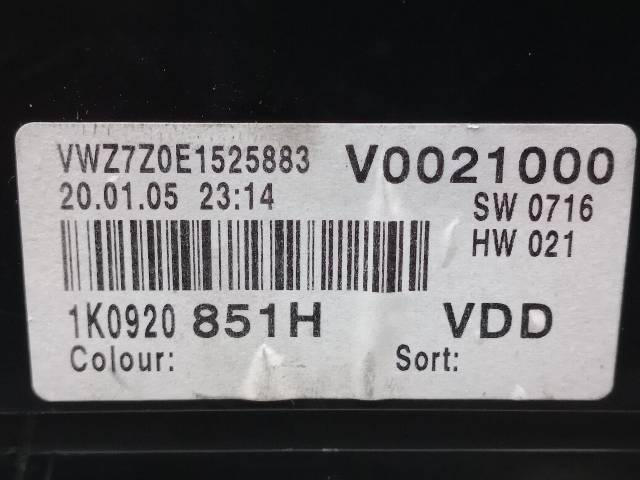 VWZ7Z0E1525883 V0021000
20.01.05 23:14 SW 0716
HW 021
1K0920 851H VDD
Colour: Sort: